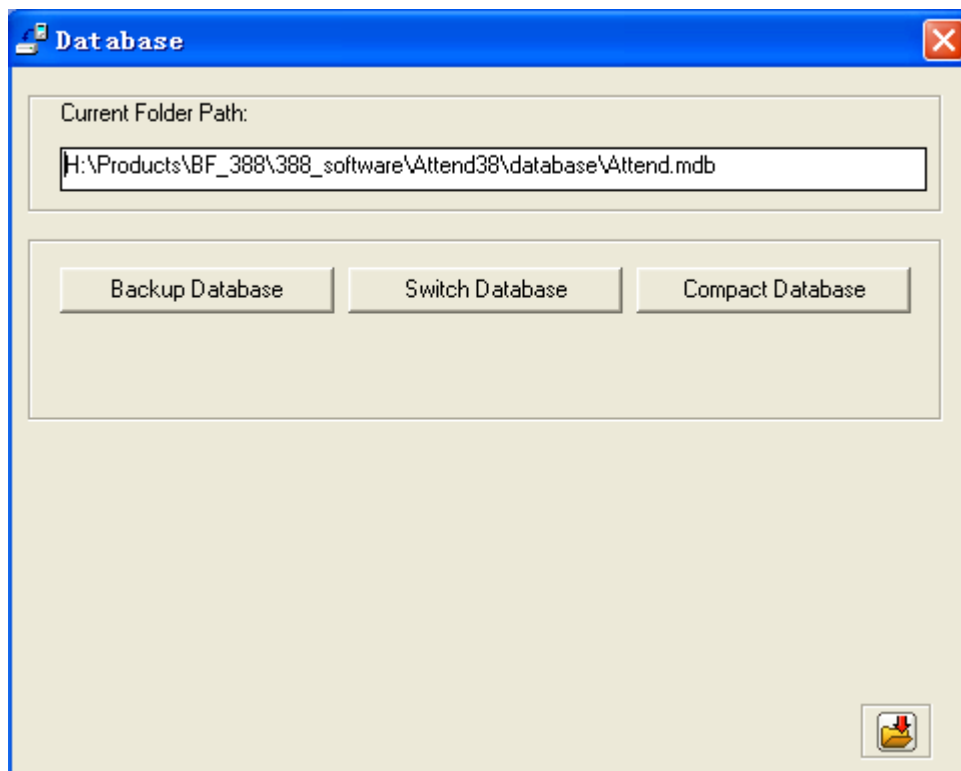 Database
Current Folder Path:
H:\Products\BF_388\388_software\Attend38\database\Attend.mdb
Backup Database
Switch Database
Compact Database